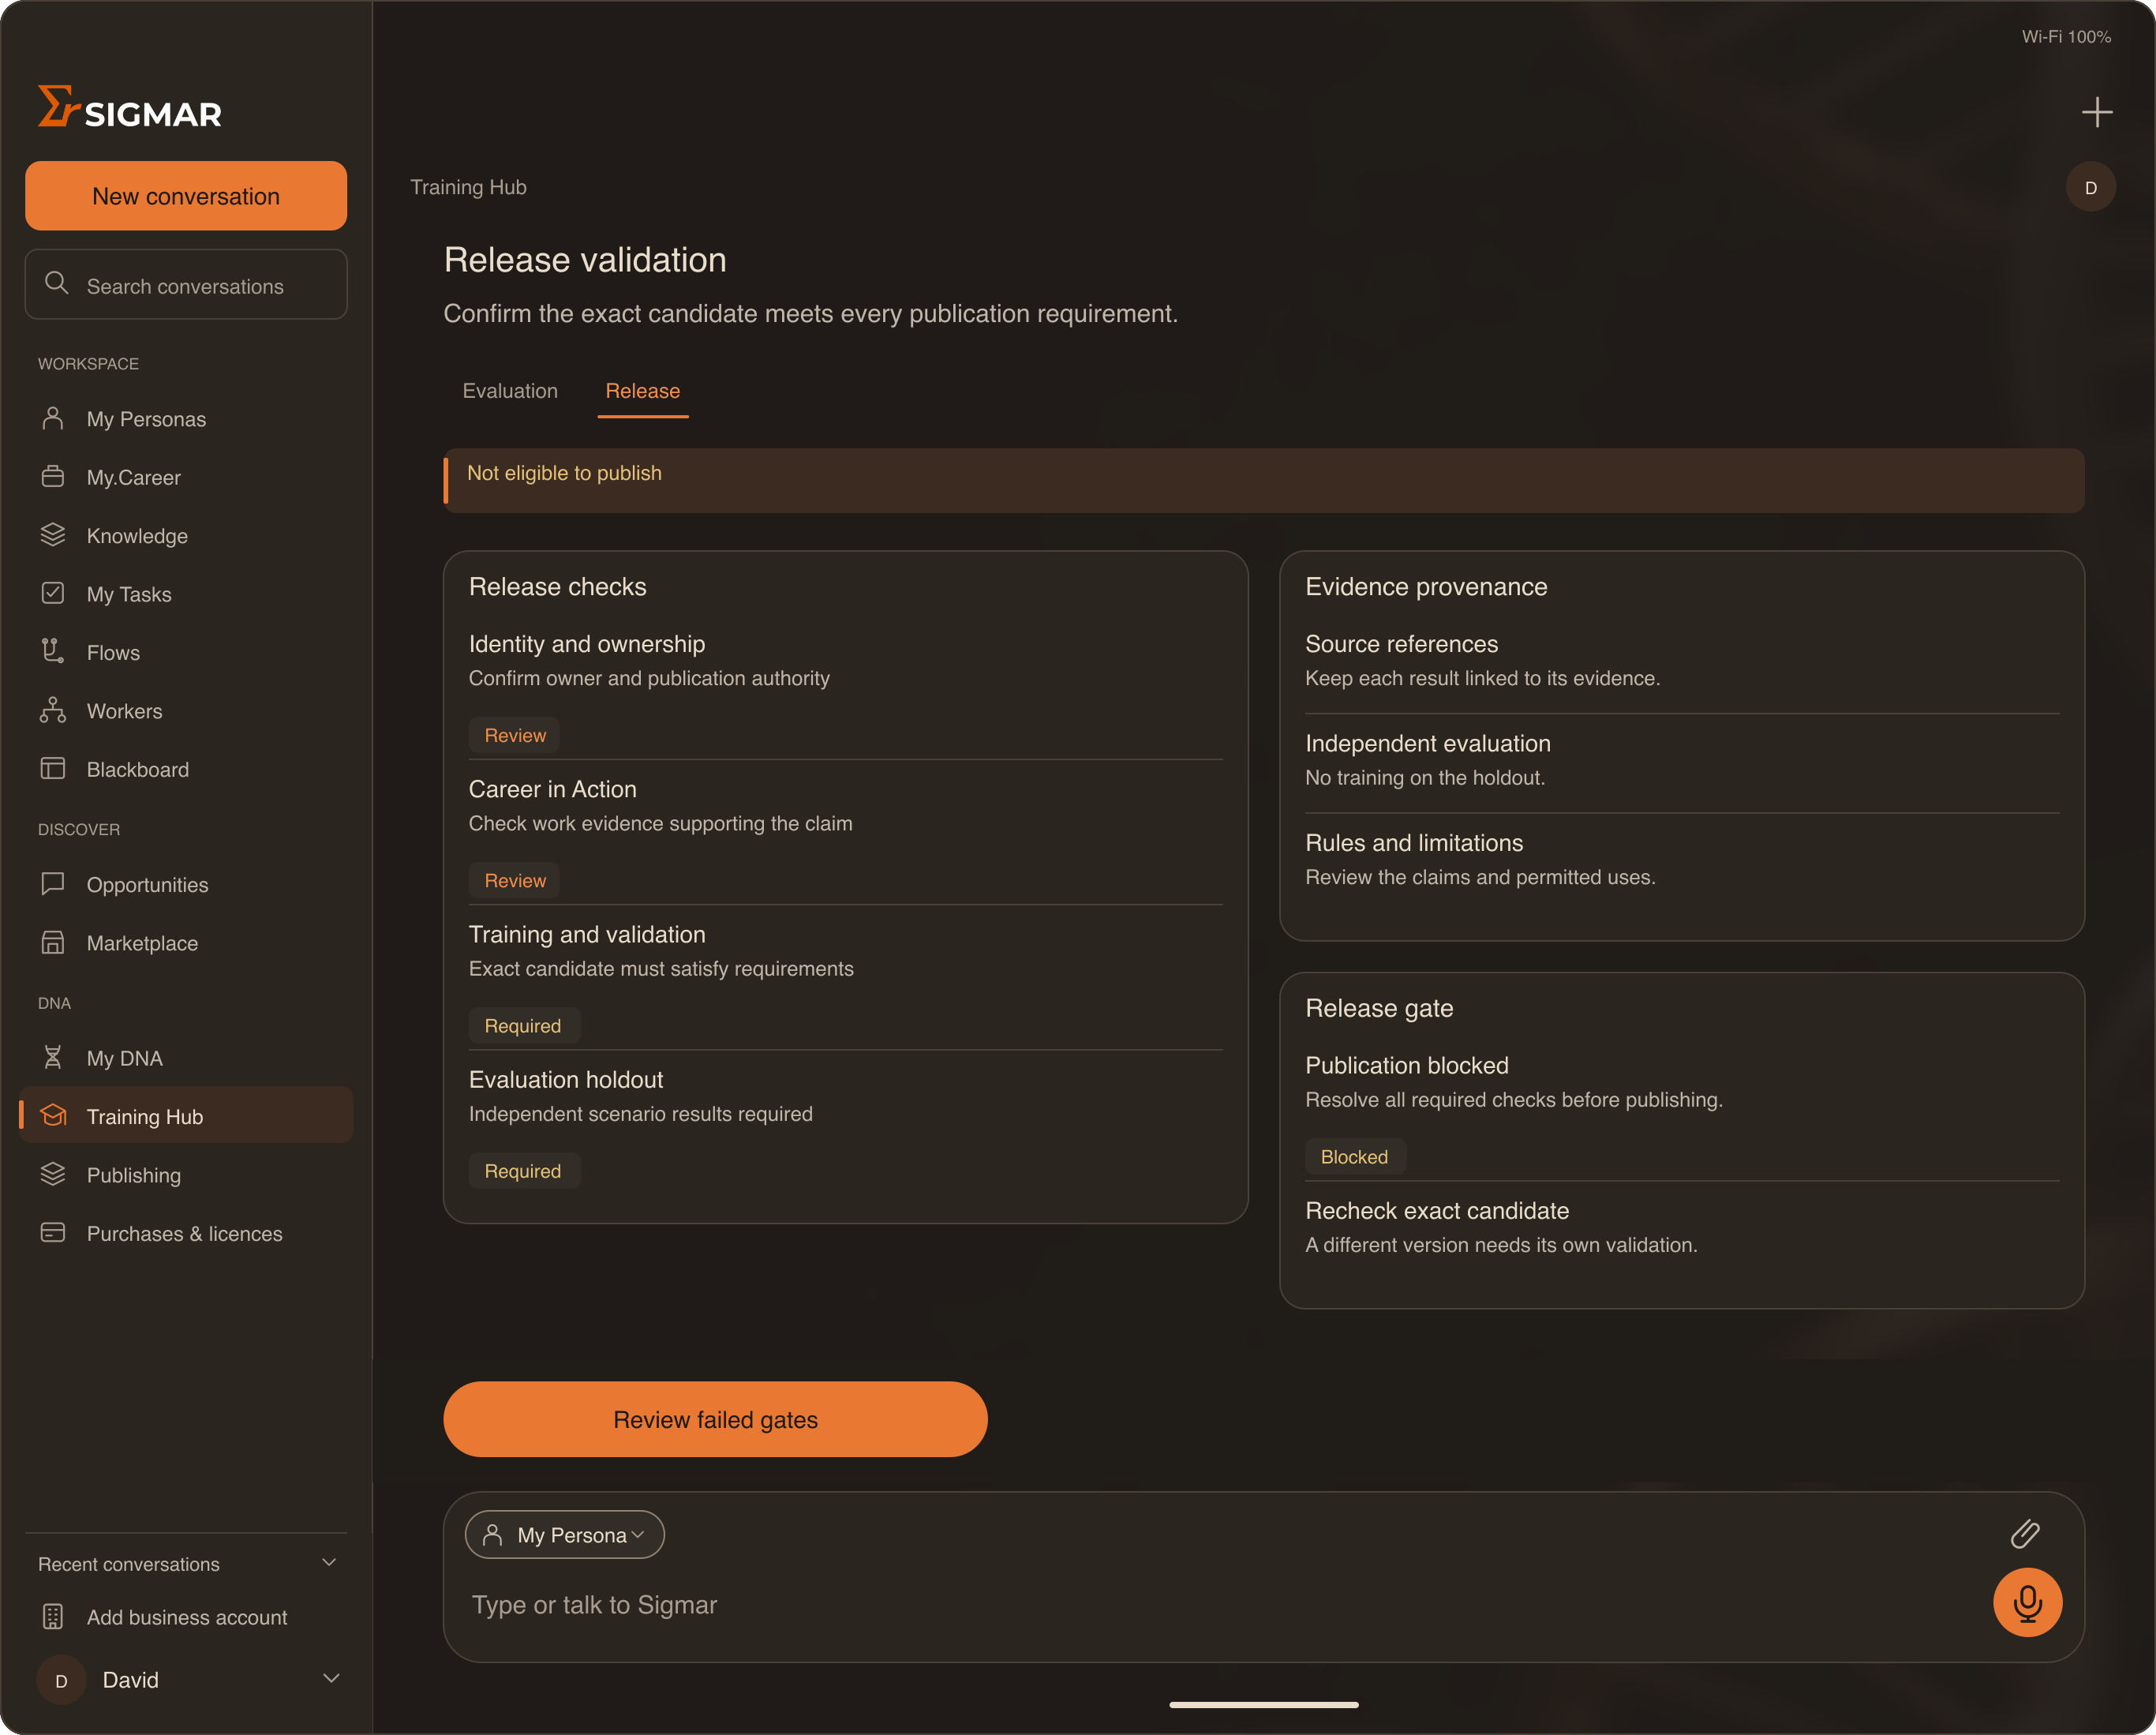 Wi-Fi 100%
Σr SIGMAR
New conversation
Search conversations
WORKSPACE
My Personas
My.Career
Knowledge
My Tasks
Flows
Workers
Blackboard
DISCOVER
Opportunities
Marketplace
DNA
My DNA
Training Hub
Publishing
Purchases & licences
Recent conversations
Add business account
D
David
Training Hub
D
Release validation
Confirm the exact candidate meets every publication requirement.
Evaluation
Release
Not eligible to publish
Release checks
Identity and ownership
Confirm owner and publication authority
Review
Career in Action
Check work evidence supporting the claim
Review
Training and validation
Exact candidate must satisfy requirements
Required
Evaluation holdout
Independent scenario results required
Required
Evidence provenance
Source references
Keep each result linked to its evidence.
Independent evaluation
No training on the holdout.
Rules and limitations
Review the claims and permitted uses.
Release gate
Publication blocked
Resolve all required checks before publishing.
Blocked
Recheck exact candidate
A different version needs its own validation.
Review failed gates
My Persona
Type or talk to Sigmar